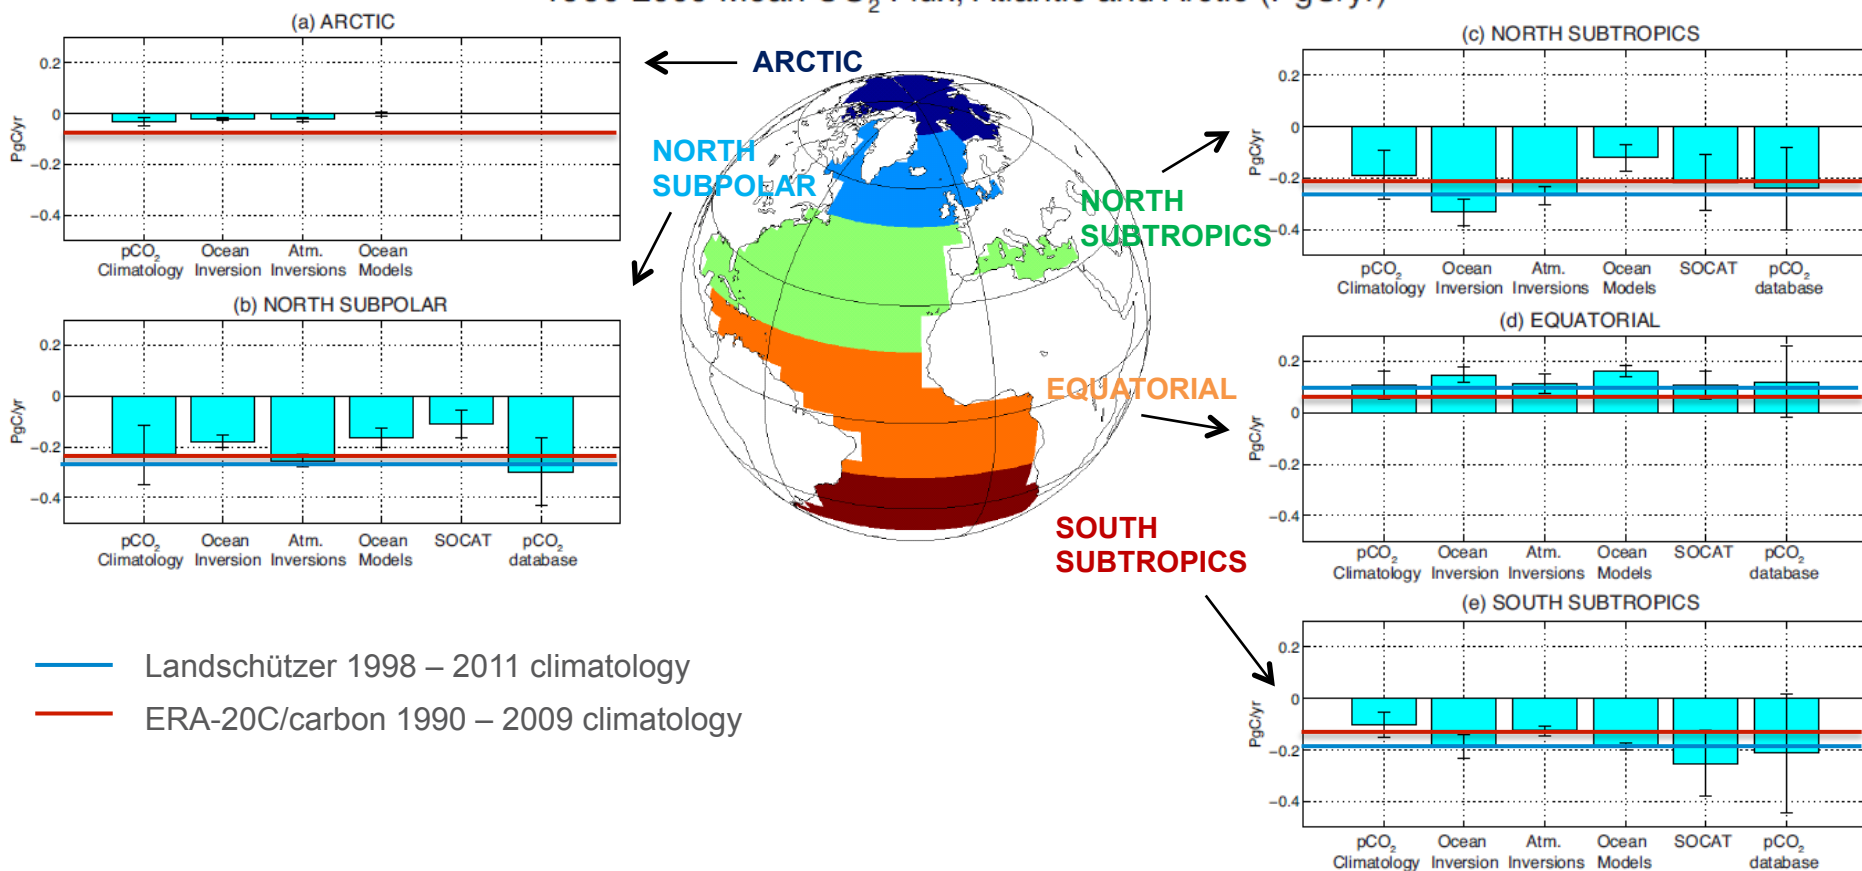 (a) ARCTIC
0.2
0
−0.2
−0.4
PgC/yr
pCO2 Climatology
Ocean Inversion
Atm. Inversions
Ocean Models
(b) NORTH SUBPOLAR
0.2
0
−0.2
−0.4
PgC/yr
pCO2 Climatology
Ocean Inversion
Atm. Inversions
Ocean Models
SOCAT
pCO2 database
ARCTIC
NORTH
SUBPOLAR
NORTH
SUBTROPICS
EQUATORIAL
SOUTH
SUBTROPICS
(c) NORTH SUBTROPICS
0.2
0
−0.2
−0.4
PgC/yr
pCO2 Climatology
Ocean Inversion
Atm. Inversions
Ocean Models
SOCAT
pCO2 database
(d) EQUATORIAL
0.2
0
−0.2
−0.4
PgC/yr
pCO2 Climatology
Ocean Inversion
Atm. Inversions
Ocean Models
SOCAT
pCO2 database
(e) SOUTH SUBTROPICS
0.2
0
−0.2
−0.4
PgC/yr
pCO2 Climatology
Ocean Inversion
Atm. Inversions
Ocean Models
SOCAT
pCO2 database
Landschützer 1998 – 2011 climatology
ERA-20C/carbon 1990 – 2009 climatology